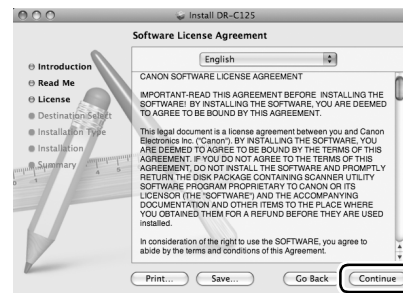 Install DR-C125
Software License Agreement
English
Introduction
Read Me
License
Destination Select
Installation Type
Installation
Summary
CANON SOFTWARE LICENSE AGREEMENT
IMPORTANT-READ THIS AGREEMENT BEFORE INSTALLING THE
SOFTWARE! BY INSTALLING THE SOFTWARE, YOU ARE DEEMED
TO AGREE TO BE BOUND BY THIS AGREEMENT.
This legal document is a license agreement between you and Canon
Electronics Inc. ("Canon"). BY INSTALLING THE SOFTWARE, YOU
ARE DEEMED TO AGREE TO BE BOUND BY THE TERMS OF THIS
AGREEMENT. IF YOU DO NOT AGREE TO THE TERMS OF THIS
AGREEMENT, DO NOT INSTALL THE SOFTWARE AND PROMPTLY
RETURN THE DISK PACKAGE CONTAINING SCANNER UTILITY
SOFTWARE PROGRAM PROPRIETARY TO CANON OR ITS
LICENSOR (THE "SOFTWARE") AND THE ACCOMPANYING
DOCUMENTATION AND OTHER ITEMS TO THE PLACE WHERE
YOU OBTAINED THEM FOR A REFUND BEFORE THEY ARE USED
installed.
In consideration of the right to use the SOFTWARE, you agree to
abide by the terms and conditions of this Agreement.
Print...
Save...
Go Back
Continue